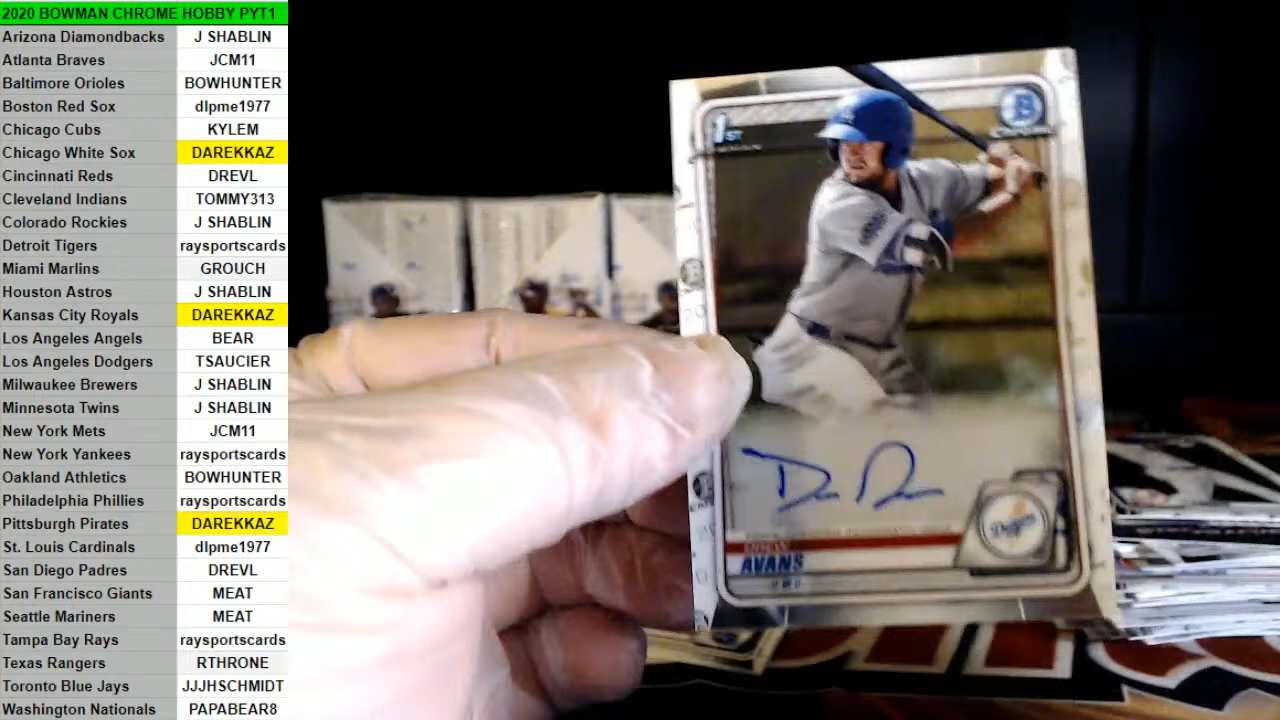 2020 BOWMAN CHROME HOBBY PYT1
Arizona Diamondbacks J SHABLIN
Atlanta Braves JCM11
Baltimore Orioles BOWHUNTER
Boston Red Sox dlpme1977
Chicago Cubs KYLEM
Chicago White Sox DAREKKAZ
Cincinnati Reds DREVL
Cleveland Indians TOMMY313
Colorado Rockies J SHABLIN
Detroit Tigers raysportscards
Miami Marlins GROUCH
Houston Astros J SHABLIN
Kansas City Royals DAREKKAZ
Los Angeles Angels BEAR
Los Angeles Dodgers TSAUCIER
Milwaukee Brewers J SHABLIN
Minnesota Twins J SHABLIN
New York Mets JCM11
New York Yankees raysportscards
Oakland Athletics BOWHUNTER
Philadelphia Phillies raysportscards
Pittsburgh Pirates DAREKKAZ
St. Louis Cardinals dlpme1977
San Diego Padres DREVL
San Francisco Giants MEAT
Seattle Mariners MEAT
Tampa Bay Rays raysportscards
Texas Rangers RTHRONE
Toronto Blue Jays JJJHSCHMIDT
Washington Nationals PAPABEAR8
1ST
B
CHROME
Dodgers
AVANS